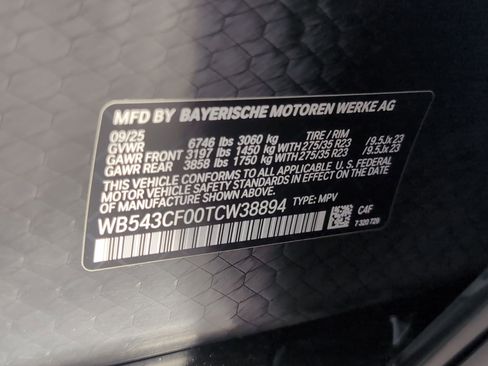 MFD BY BAYERISCHE MOTOREN WERKE AG
09/25 TIRE / RIM
GVWR 6746 lbs 3060 kg
GAWR FRONT 3197 lbs 1450 kg WITH 275/35 R23 / 9.5Jx 23
GAWR REAR 3858 lbs 1750 kg WITH 275/35 R23 / 9.5Jx 23
THIS VEHICLE CONFORMS TO ALL APPLICABLE U.S. FEDERAL
MOTOR VEHICLE SAFETY STANDARDS IN EFFECT ON THE DATE
OF MANUFACTURE SHOWN ABOVE.
WB543CF00TCW38894 TYPE: MPV
C4F
7 320 729